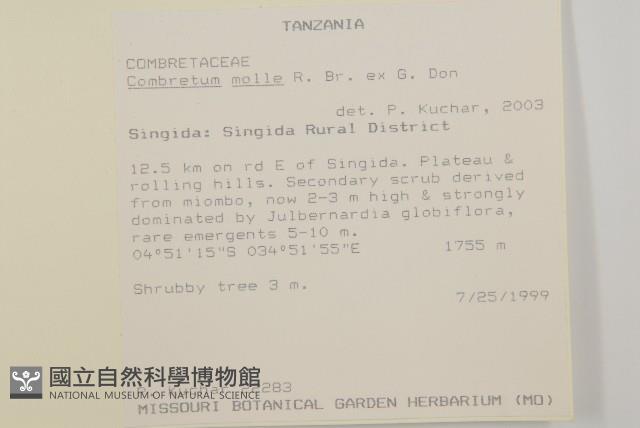 TANZANIA
COMBRETACEAE
Combretum molle R. Br. ex G. Don
det. P. Kuchar, 2003
Singida: Singida Rural District
12.5 km on rd E of Singida. Plateau &
rolling hills. Secondary scrub derived
from miombo, now 2-3 m high & strongly
dominated by Julbernardia globiflora,
rare emergents 5-10 m.
04°51'15"S 034°51'55"E 1755 m
Shrubby tree 3 m.
7/25/1999
P. Kuchar 22283
國立自然科學博物館
NATIONAL MUSEUM OF NATURAL SCIENCE
MISSOURI BOTANICAL GARDEN HERBARIUM (MO)